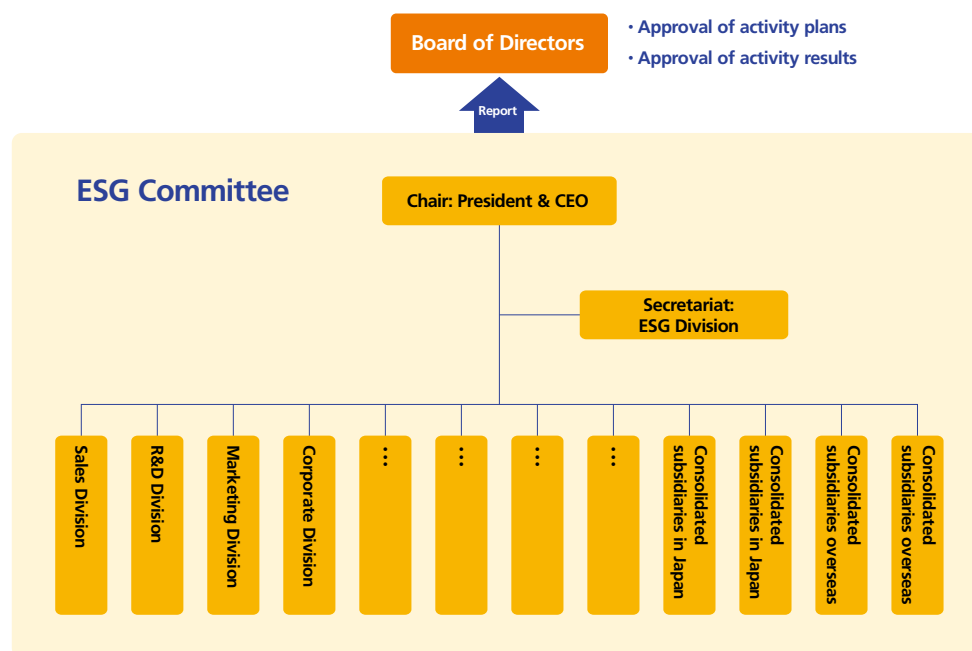 Board of Directors
・Approval of activity plans
・Approval of activity results
Report
ESG Committee
Chair: President & CEO
Secretariat:
ESG Division
Sales Division
R&D Division
Marketing Division
Corporate Division
…
…
…
…
Consolidated
subsidiaries in Japan
Consolidated
subsidiaries in Japan
Consolidated
subsidiaries overseas
Consolidated
subsidiaries overseas